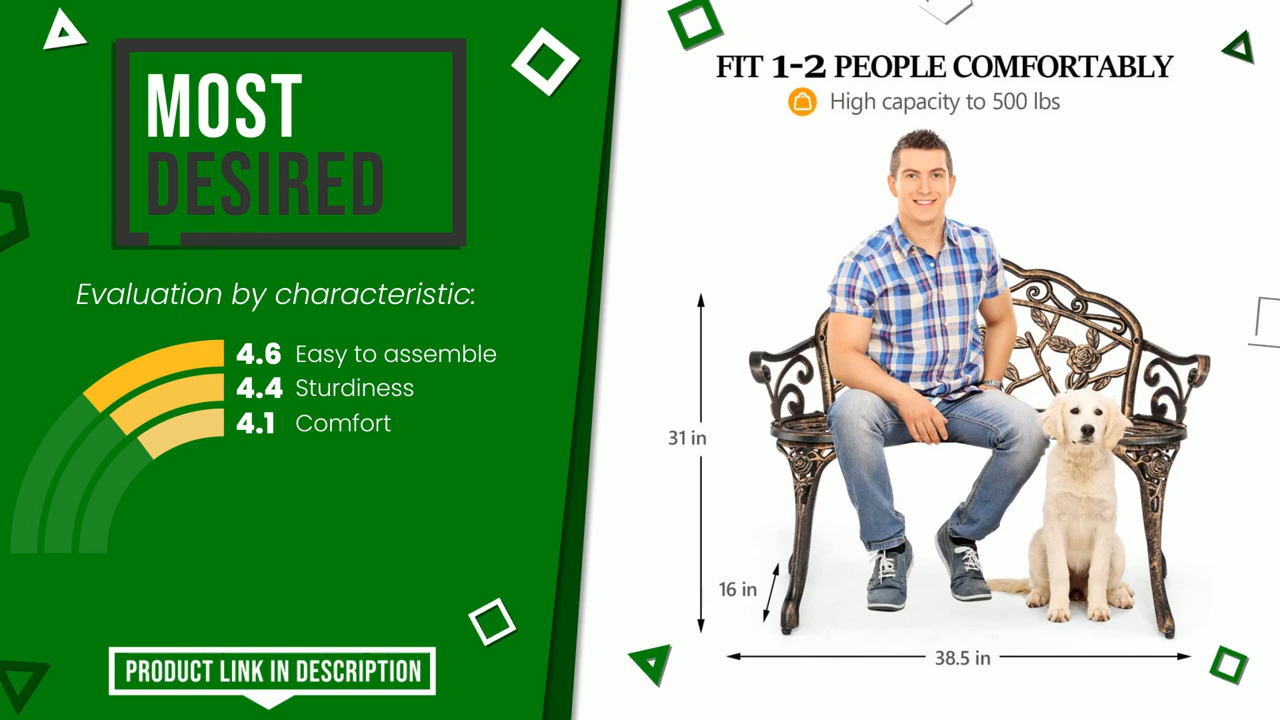 MOST
DESIRED
Evaluation by characteristic:
4.6 Easy to assemble
4.4 Sturdiness
4.1 Comfort
PRODUCT LINK IN DESCRIPTION
FIT 1-2 PEOPLE COMFORTABLY
High capacity to 500 lbs
31 in
16 in
38.5 in